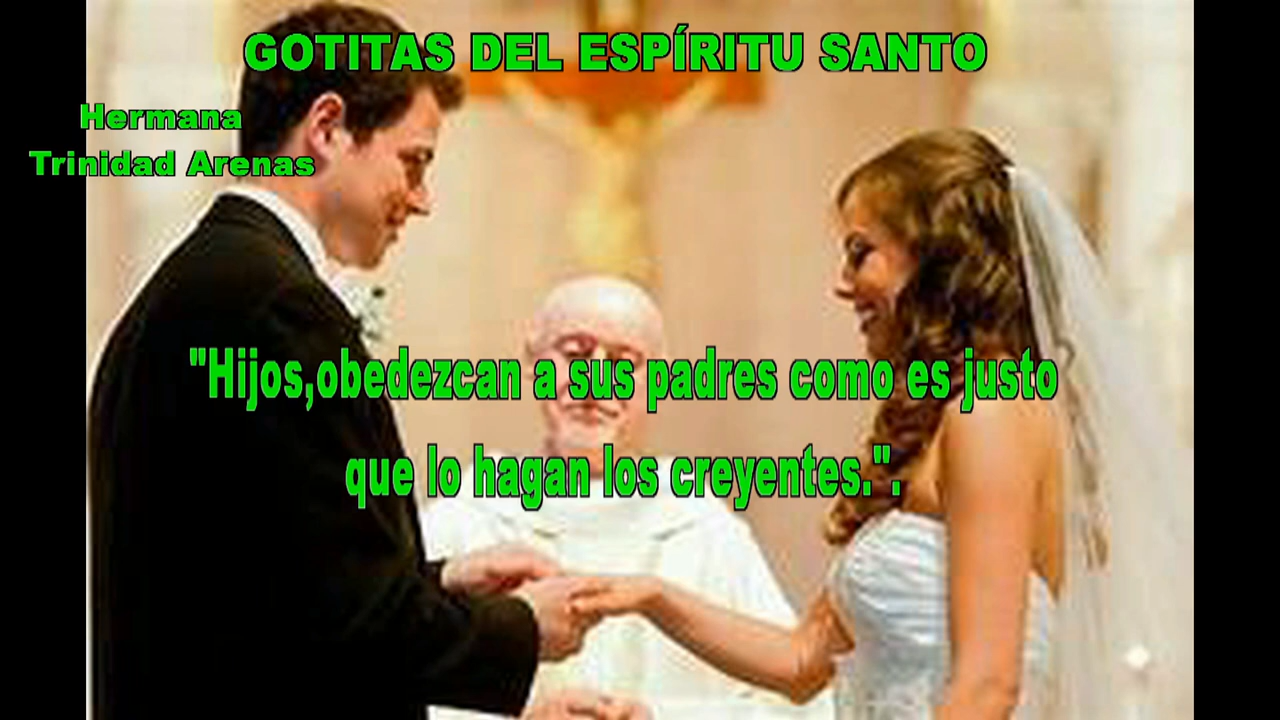 GOTITAS DEL ESPÍRITU SANTO
Hermana
Trinidad Arenas
"Hijos,obedezcan a sus padres como es justo
que lo hagan los creyentes.".